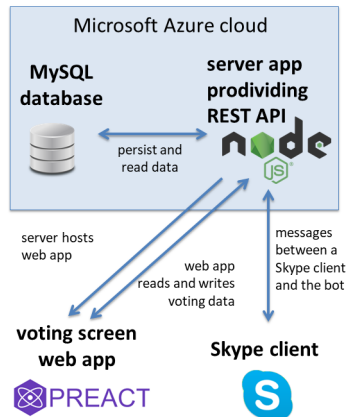 Microsoft Azure cloud
MySQL
database
server app
prodividing
REST API
node
JS
persist and
read data
server hosts
web app
web app
reads and writes
voting data
messages
between a
Skype client
and the bot
voting screen
web app
PREACT
Skype client
S